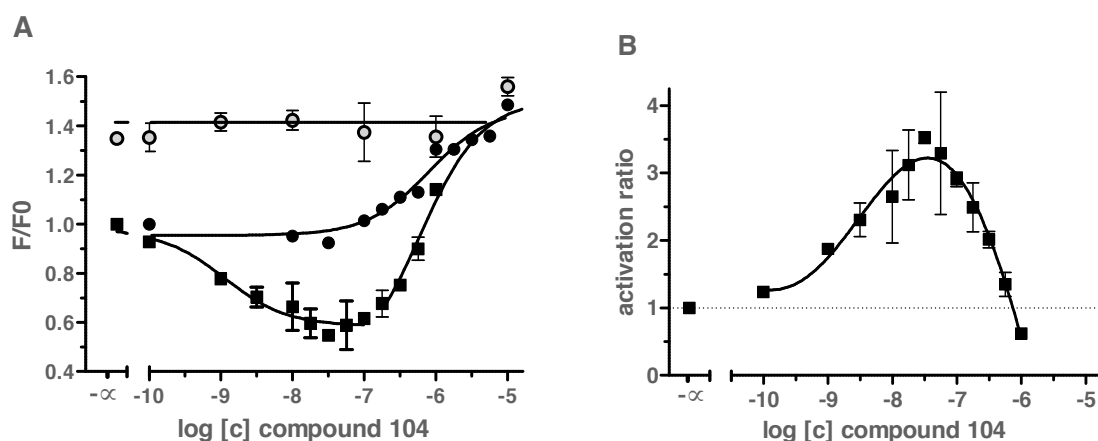 A
1.6
1.4
1.2
1.0
0.8
0.6
0.4
F/F0
-∝ -10 -9 -8 -7 -6 -5
log [c] compound 104
B
4
3
2
1
0
activation ratio
-∝ -10 -9 -8 -7 -6 -5
log [c] compound 104